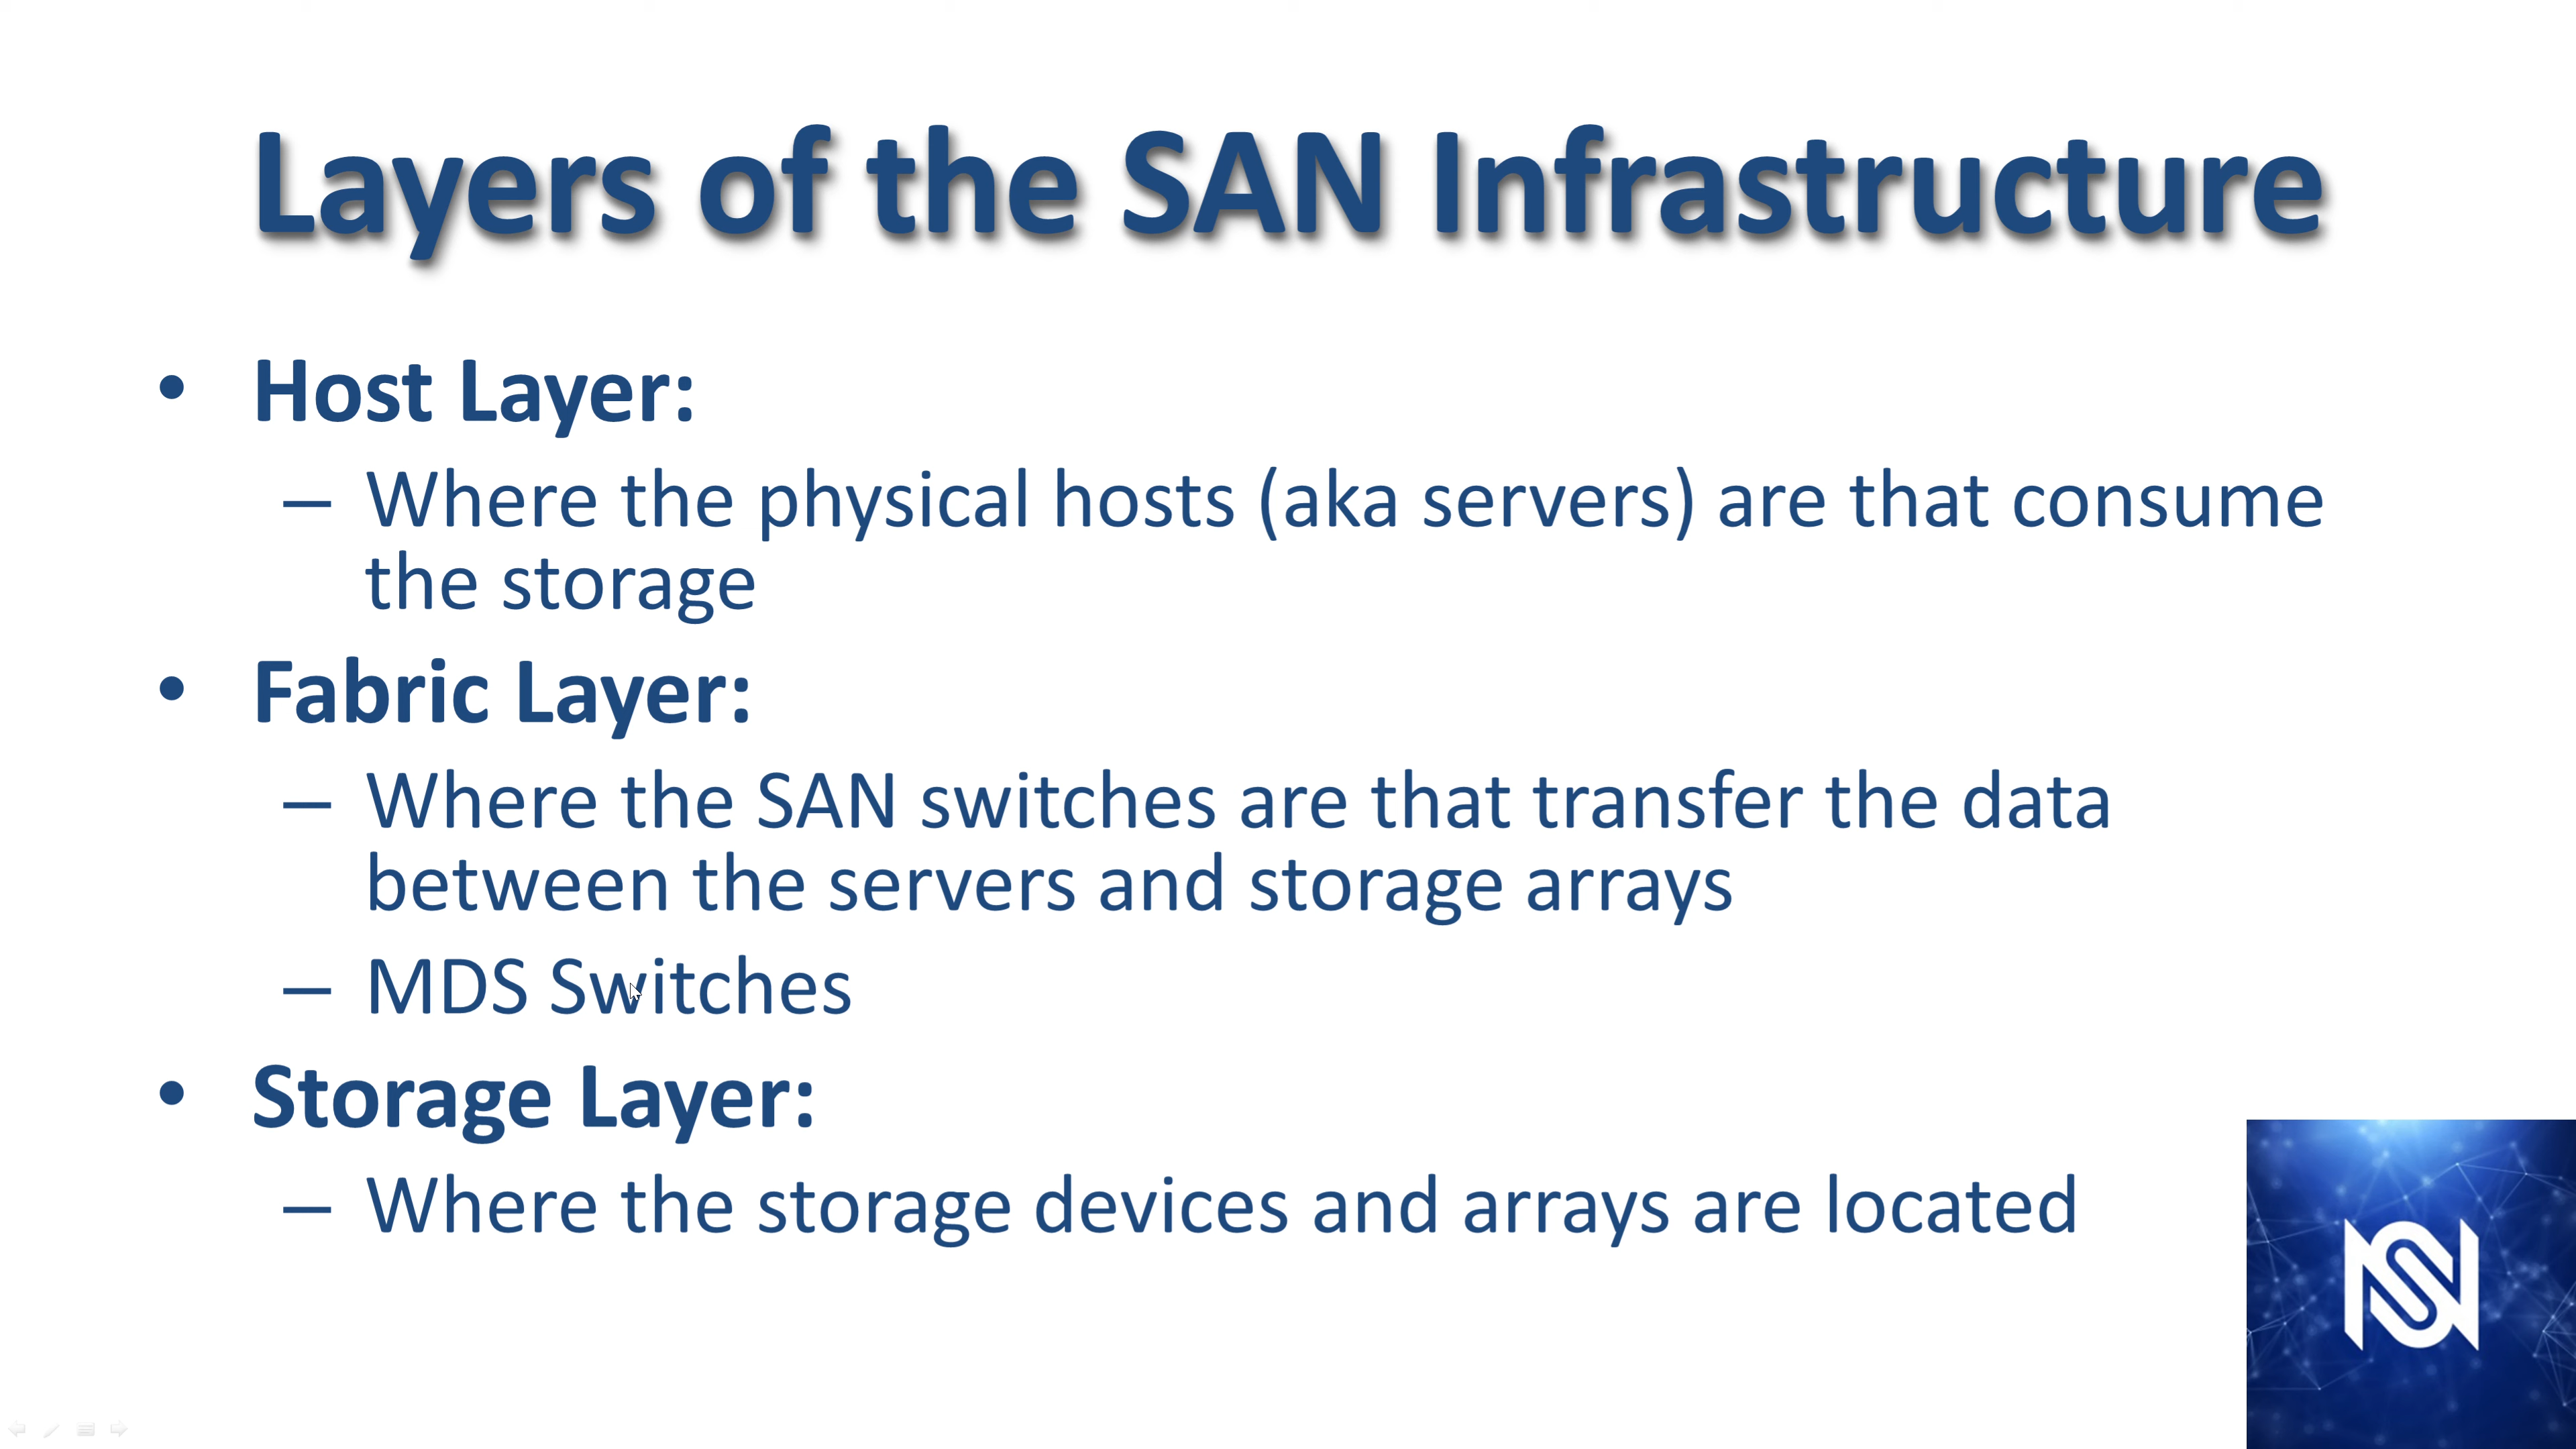 Layers of the SAN Infrastructure
• Host Layer:
– Where the physical hosts (aka servers) are that consume
the storage
• Fabric Layer:
– Where the SAN switches are that transfer the data
between the servers and storage arrays
– MDS Switches
• Storage Layer:
– Where the storage devices and arrays are located